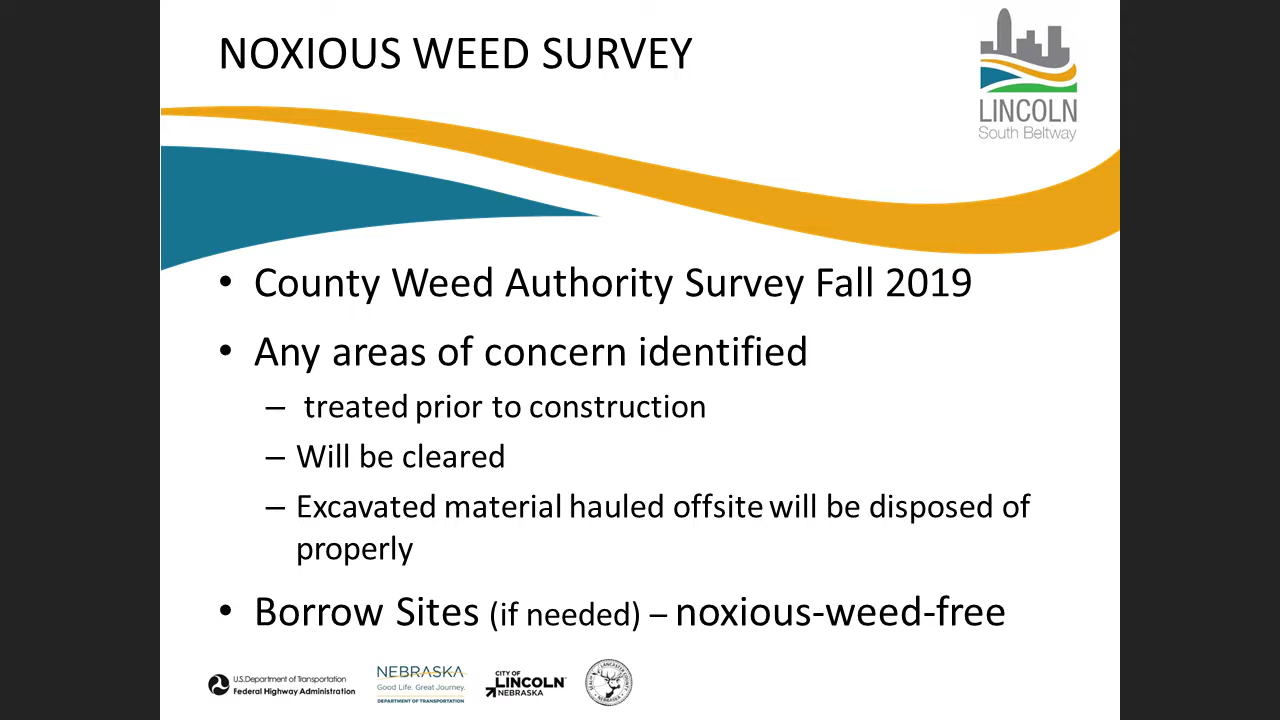 NOXIOUS WEED SURVEY
LINCOLN
South Beltway
• County Weed Authority Survey Fall 2019
• Any areas of concern identified
– treated prior to construction
– Will be cleared
– Excavated material hauled offsite will be disposed of
properly
• Borrow Sites (if needed) – noxious-weed-free
U.S.Department of Transportation
Federal Highway Administration
NEBRASKA
Good Life. Great Journey.
DEPARTMENT OF TRANSPORTATION
CITY OF
LINCOLN
NEBRASKA